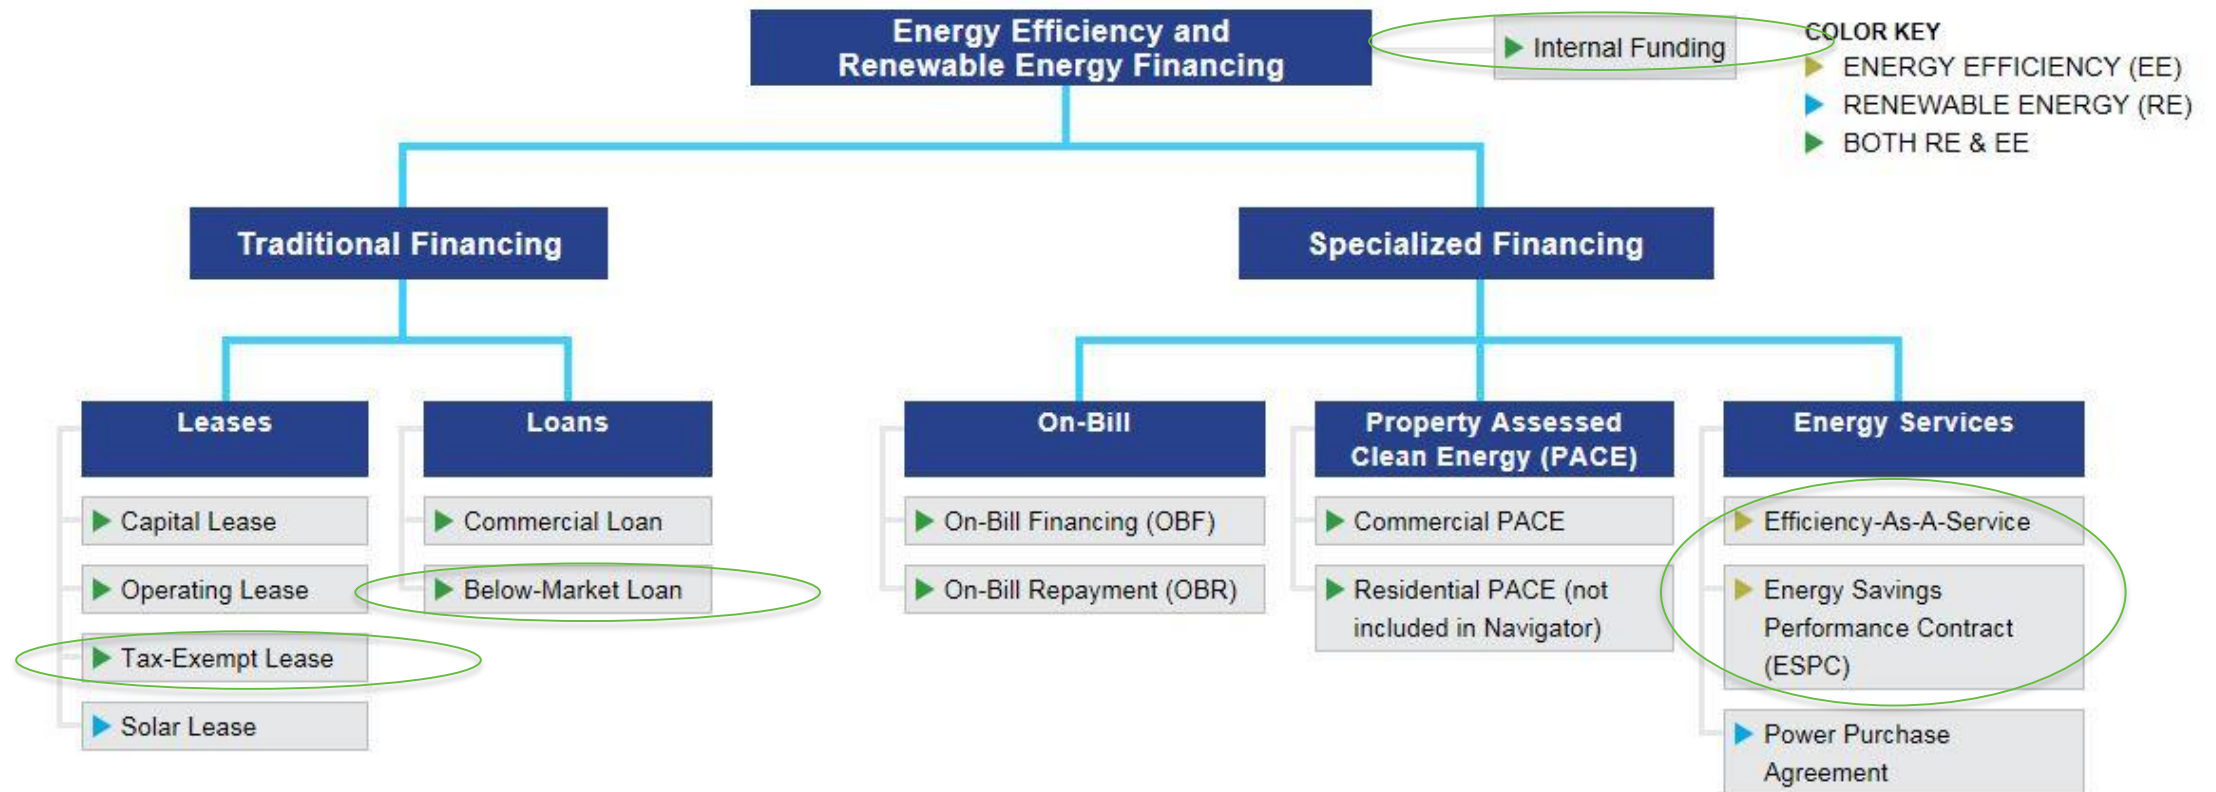 Energy Efficiency and
Renewable Energy Financing
Internal Funding
COLOR KEY
ENERGY EFFICIENCY (EE)
RENEWABLE ENERGY (RE)
BOTH RE & EE
Traditional Financing
Specialized Financing
Leases
Capital Lease
Operating Lease
Tax-Exempt Lease
Solar Lease
Loans
Commercial Loan
Below-Market Loan
On-Bill
On-Bill Financing (OBF)
On-Bill Repayment (OBR)
Property Assessed
Clean Energy (PACE)
Commercial PACE
Residential PACE (not
included in Navigator)
Energy Services
Efficiency-As-A-Service
Energy Savings
Performance Contract
(ESPC)
Power Purchase
Agreement